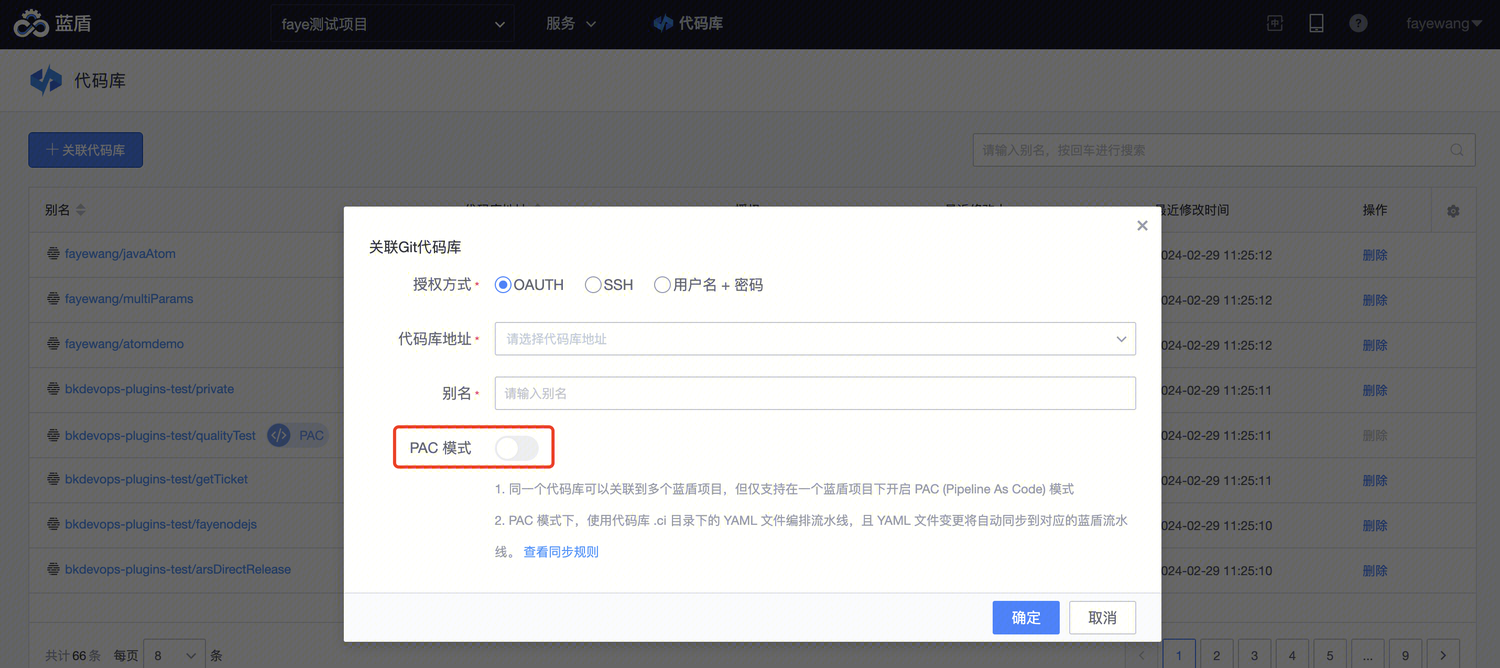 蓝盾 faye测试项目 服务 代码库 中 ? fayewang
代码库
关联代码库 请输入别名，按回车进行搜索
别名 最近修改时间 操作
关联Git代码库
fayewang/javaAtom 024-02-29 11:25:12 删除
授权方式 * OAUTH SSH 用户名 + 密码
fayewang/multiParams 024-02-29 11:25:12 删除
代码库地址 * 请选择代码库地址
fayewang/atomdemo 024-02-29 11:25:12 删除
别名 * 请输入别名
bkdevops-plugins-test/private 024-02-29 11:25:11 删除
bkdevops-plugins-test/qualityTest PAC 024-02-29 11:25:11 删除
PAC 模式
bkdevops-plugins-test/getTicket 024-02-29 11:25:11 删除
1. 同一个代码库可以关联到多个蓝盾项目，但仅支持在一个蓝盾项目下开启 PAC (Pipeline As Code) 模式
2. PAC 模式下，使用代码库 .ci 目录下的 YAML 文件编排流水线，且 YAML 文件变更将自动同步到对应的蓝盾流水
线。 查看同步规则
bkdevops-plugins-test/fayenodejs 024-02-29 11:25:10 删除
bkdevops-plugins-test/arsDirectRelease 024-02-29 11:25:10 删除
确定 取消
共计66条 每页 8 条 1 2 3 4 5 ... 9